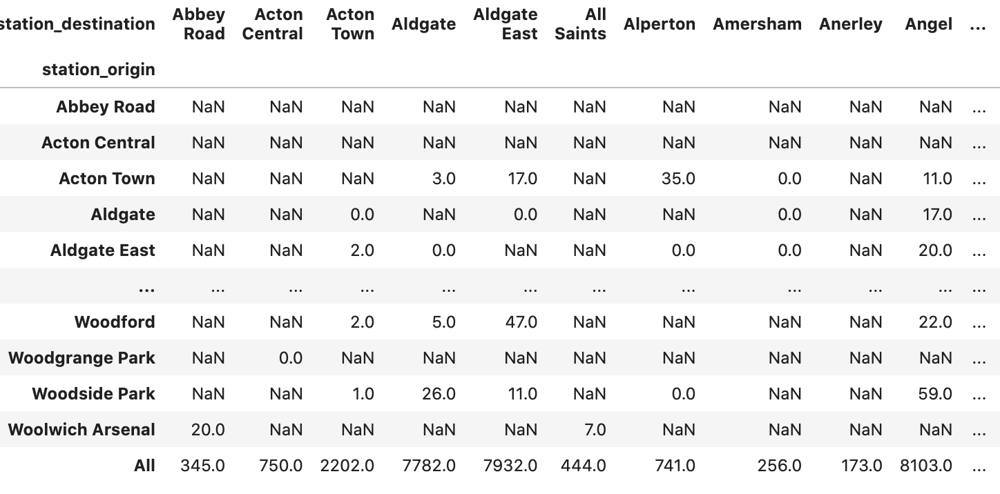 station_destination Abbey Road Acton Central Acton Town Aldgate Aldgate East All Saints Alperton Amersham Anerley Angel ...
station_origin
Abbey Road NaN NaN NaN NaN NaN NaN NaN NaN NaN NaN ...
Acton Central NaN NaN NaN NaN NaN NaN NaN NaN NaN NaN ...
Acton Town NaN NaN NaN 3.0 17.0 NaN 35.0 0.0 NaN 11.0 ...
Aldgate NaN NaN 0.0 NaN 0.0 NaN NaN 0.0 NaN 17.0 ...
Aldgate East NaN NaN 2.0 0.0 NaN NaN 0.0 0.0 NaN 20.0 ...
... ... ... ... ... ... ... ... ... ... ... ...
Woodford NaN NaN 2.0 5.0 47.0 NaN NaN NaN NaN 22.0 ...
Woodgrange Park NaN 0.0 NaN NaN NaN NaN NaN NaN NaN NaN ...
Woodside Park NaN NaN 1.0 26.0 11.0 NaN 0.0 NaN NaN 59.0 ...
Woolwich Arsenal 20.0 NaN NaN NaN NaN 7.0 NaN NaN NaN NaN ...
All 345.0 750.0 2202.0 7782.0 7932.0 444.0 741.0 256.0 173.0 8103.0 ...